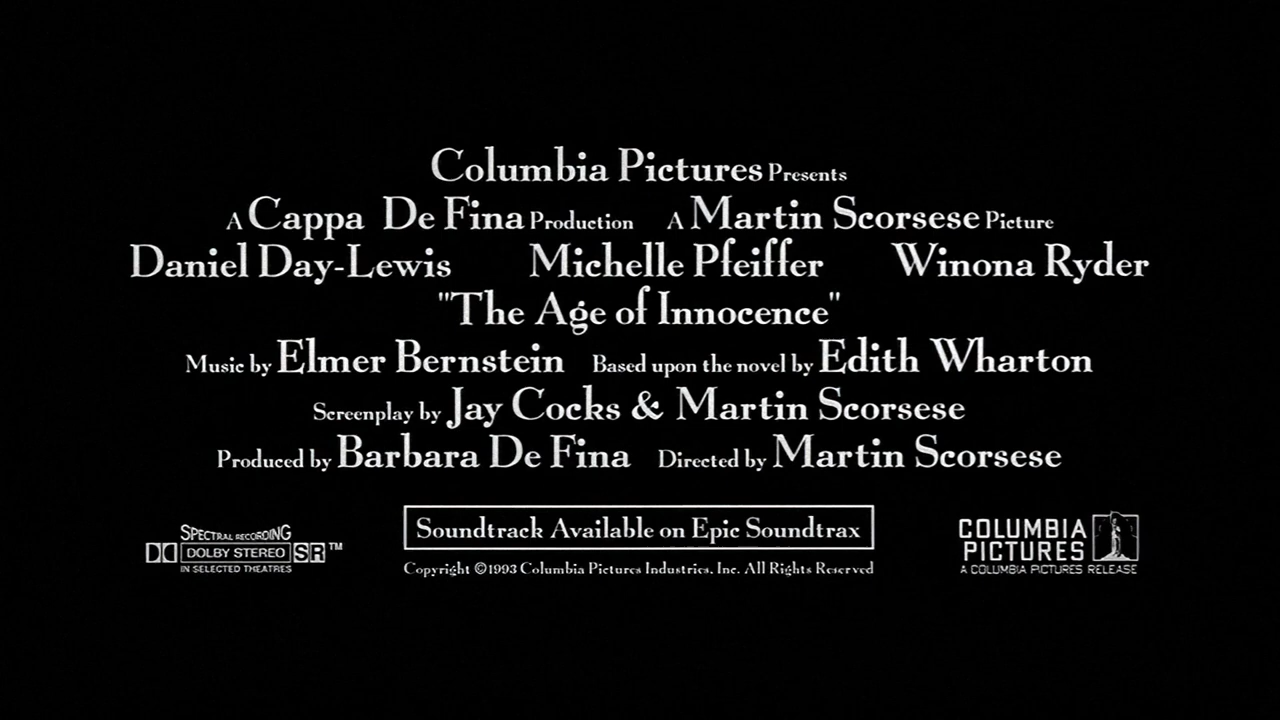 Columbia Pictures Presents
A Cappa De Fina Production A Martin Scorsese Picture
Daniel Day-Lewis Michelle Pfeiffer Winona Ryder
"The Age of Innocence"
Music by Elmer Bernstein Based upon the novel by Edith Wharton
Screenplay by Jay Cocks & Martin Scorsese
Produced by Barbara De Fina Directed by Martin Scorsese
SPECTRAL RECORDING
DOLBY STEREO SR™
IN SELECTED THEATRES
Soundtrack Available on Epic Soundtrax
Copyright ©1993 Columbia Pictures Industries, Inc. All Rights Reserved
COLUMBIA
PICTURES
A COLUMBIA PICTURES RELEASE